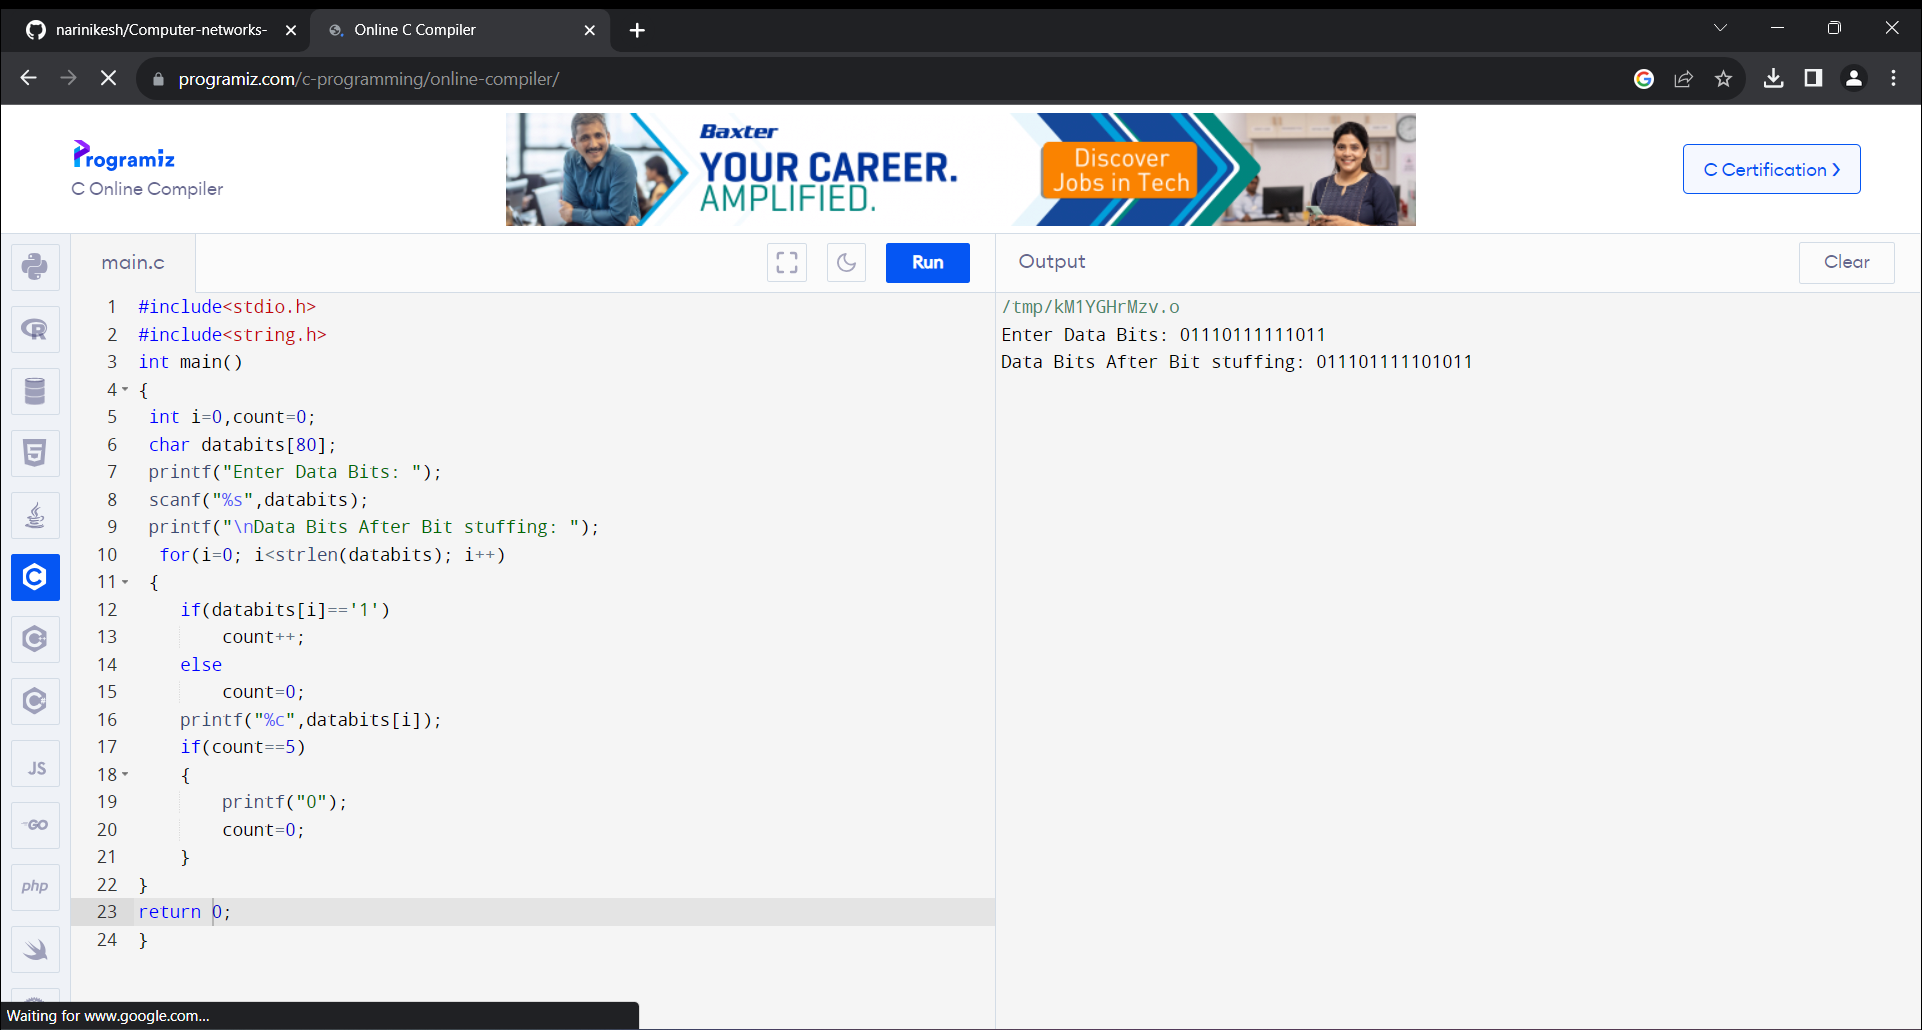 narinikesh/Computer-networks-
Online C Compiler
programiz.com/c-programming/online-compiler/
Programiz
C Online Compiler
Baxter
YOUR CAREER.
AMPLIFIED.
Discover
Jobs in Tech
C Certification
main.c
Run
Output
Clear
1 #include<stdio.h>
2 #include<string.h>
3 int main()
4 {
5 int i=0,count=0;
6 char databits[80];
7 printf("Enter Data Bits: ");
8 scanf("%s",databits);
9 printf("\nData Bits After Bit stuffing: ");
10 for(i=0; i<strlen(databits); i++)
11 {
12 if(databits[i]=='1')
13 count++;
14 else
15 count=0;
16 printf("%c",databits[i]);
17 if(count==5)
18 {
19 printf("0");
20 count=0;
21 }
22 }
23 return 0;
24 }
/tmp/kM1YGHrMzv.o
Enter Data Bits: 01110111111011
Data Bits After Bit stuffing: 011101111101011
JS
GO
php
Waiting for www.google.com...